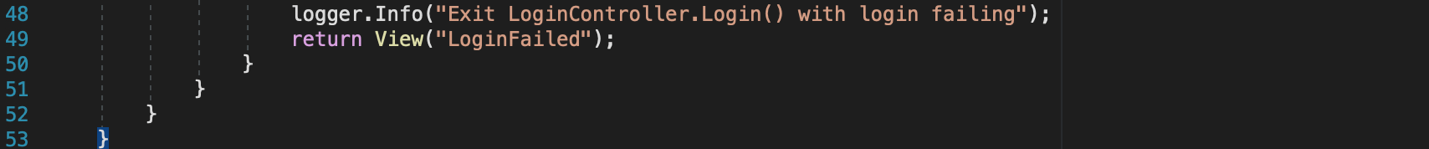 48 logger.Info("Exit LoginController.Login() with login failing");
49 return View("LoginFailed");
50 }
51 }
52 }
53 }